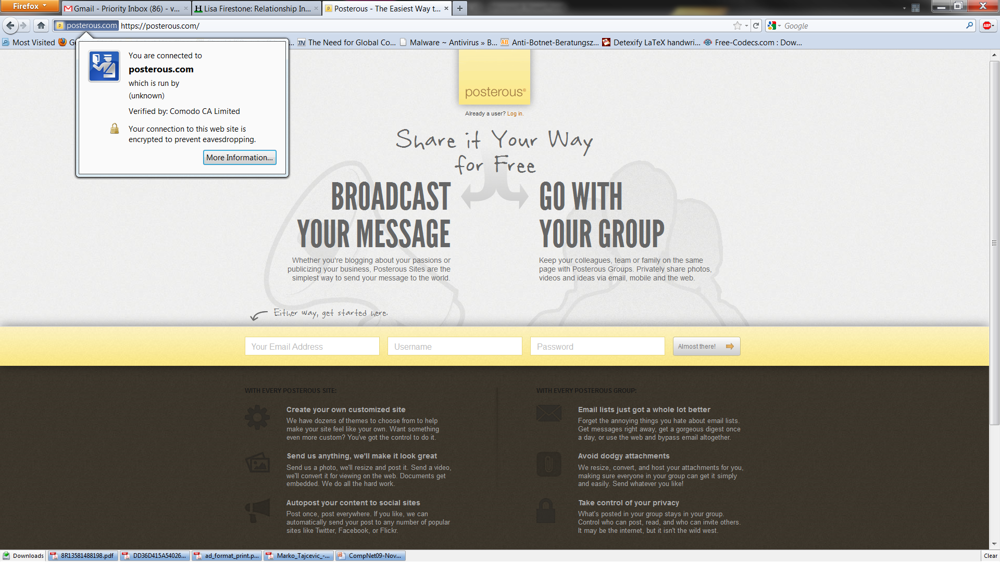 Firefox
Gmail - Priority Inbox (86) - v...
Lisa Firestone: Relationship In...
Posterous - The Easiest Way t...
posterous.com https://posterous.com/
Google
ABP
Most Visited
The Need for Global Co...
Malware ~ Antivirus » B...
Anti-Botnet-Beratungsz...
Detexify LaTeX handwri...
Free-Codecs.com : Dow...
You are connected to
posterous.com
which is run by
(unknown)
Verified by: Comodo CA Limited
Your connection to this web site is
encrypted to prevent eavesdropping.
More Information...
posterous®
Already a user? Log in.
Share it Your Way
for Free
BROADCAST
YOUR MESSAGE
Whether you're blogging about your passions or
publicizing your business, Posterous Sites are the
simplest way to send your message to the world.
GO WITH
YOUR GROUP
Keep your colleagues, team or family on the same
page with Posterous Groups. Privately share photos,
videos and ideas via email, mobile and the web.
Either way, get started here.
Your Email Address
Username
Password
Almost there!
WITH EVERY POSTEROUS SITE:
Create your own customized site
We have dozens of themes to choose from to help
make your site feel like your own. Want something
even more custom? You've got the control to do it.
Send us anything, we'll make it look great
Send us a photo, we'll resize and post it. Send a video,
we'll convert it for viewing on the web. Documents get
embedded. We do all the hard work.
Autopost your content to social sites
Post once, post everywhere. If you like, we can
automatically send your post to any number of popular
sites like Twitter, Facebook, or Flickr.
WITH EVERY POSTEROUS GROUP:
Email lists just got a whole lot better
Forget the annoying things you hate about email lists.
Get messages right away, get a gorgeous digest once
a day, or use the web and bypass email altogether.
Avoid dodgy attachments
We resize, convert, and host your attachments for you,
making sure everyone in your group can get it simply
and easily. Send whatever you like!
Take control of your privacy
What's posted in your group stays in your group.
Control who can post, read, and who can invite others.
It may be the internet, but it isn't the wild west.
Downloads
8R13581488198.pdf
DD36D415A54026...
ad_format_print.p...
Marko_Tajcevic_-...
CompNet09-Nov...
Clear